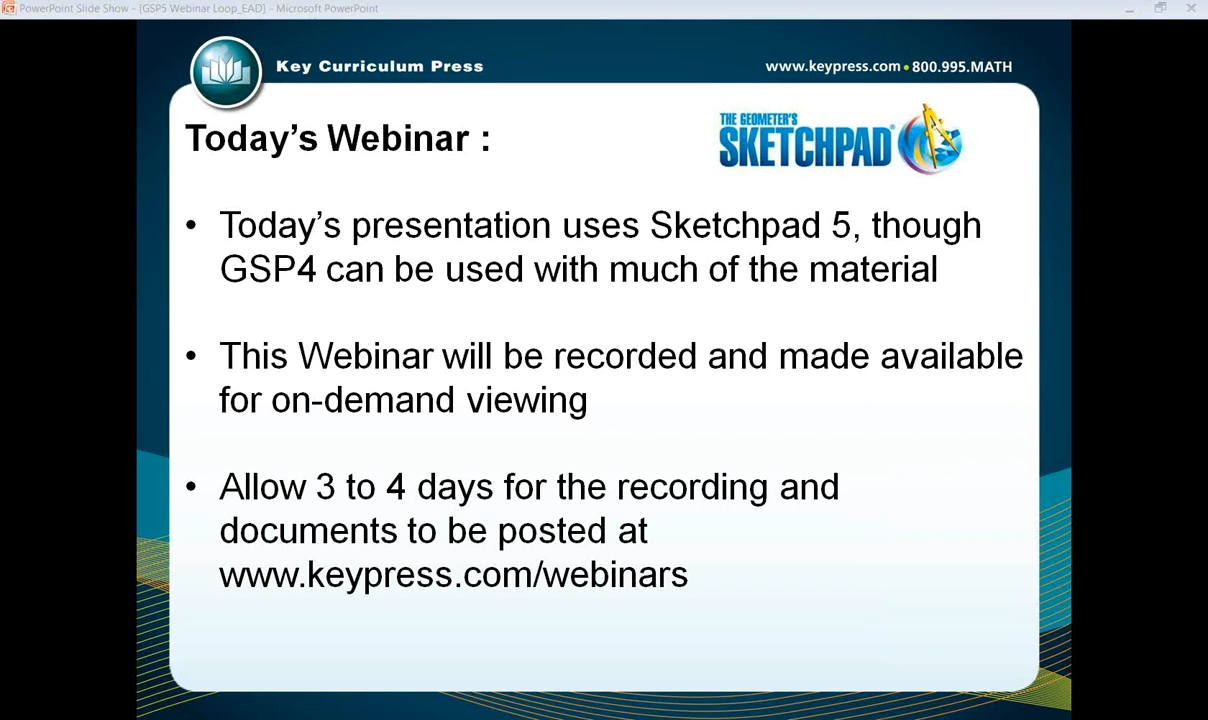 PowerPoint Slide Show - [GSP5 Webinar Loop_EAD] - Microsoft PowerPoint
Key Curriculum Press
www.keypress.com • 800.995.MATH
THE GEOMETER'S
SKETCHPAD®
Today's Webinar :
• Today's presentation uses Sketchpad 5, though
GSP4 can be used with much of the material
• This Webinar will be recorded and made available
for on-demand viewing
• Allow 3 to 4 days for the recording and
documents to be posted at
www.keypress.com/webinars